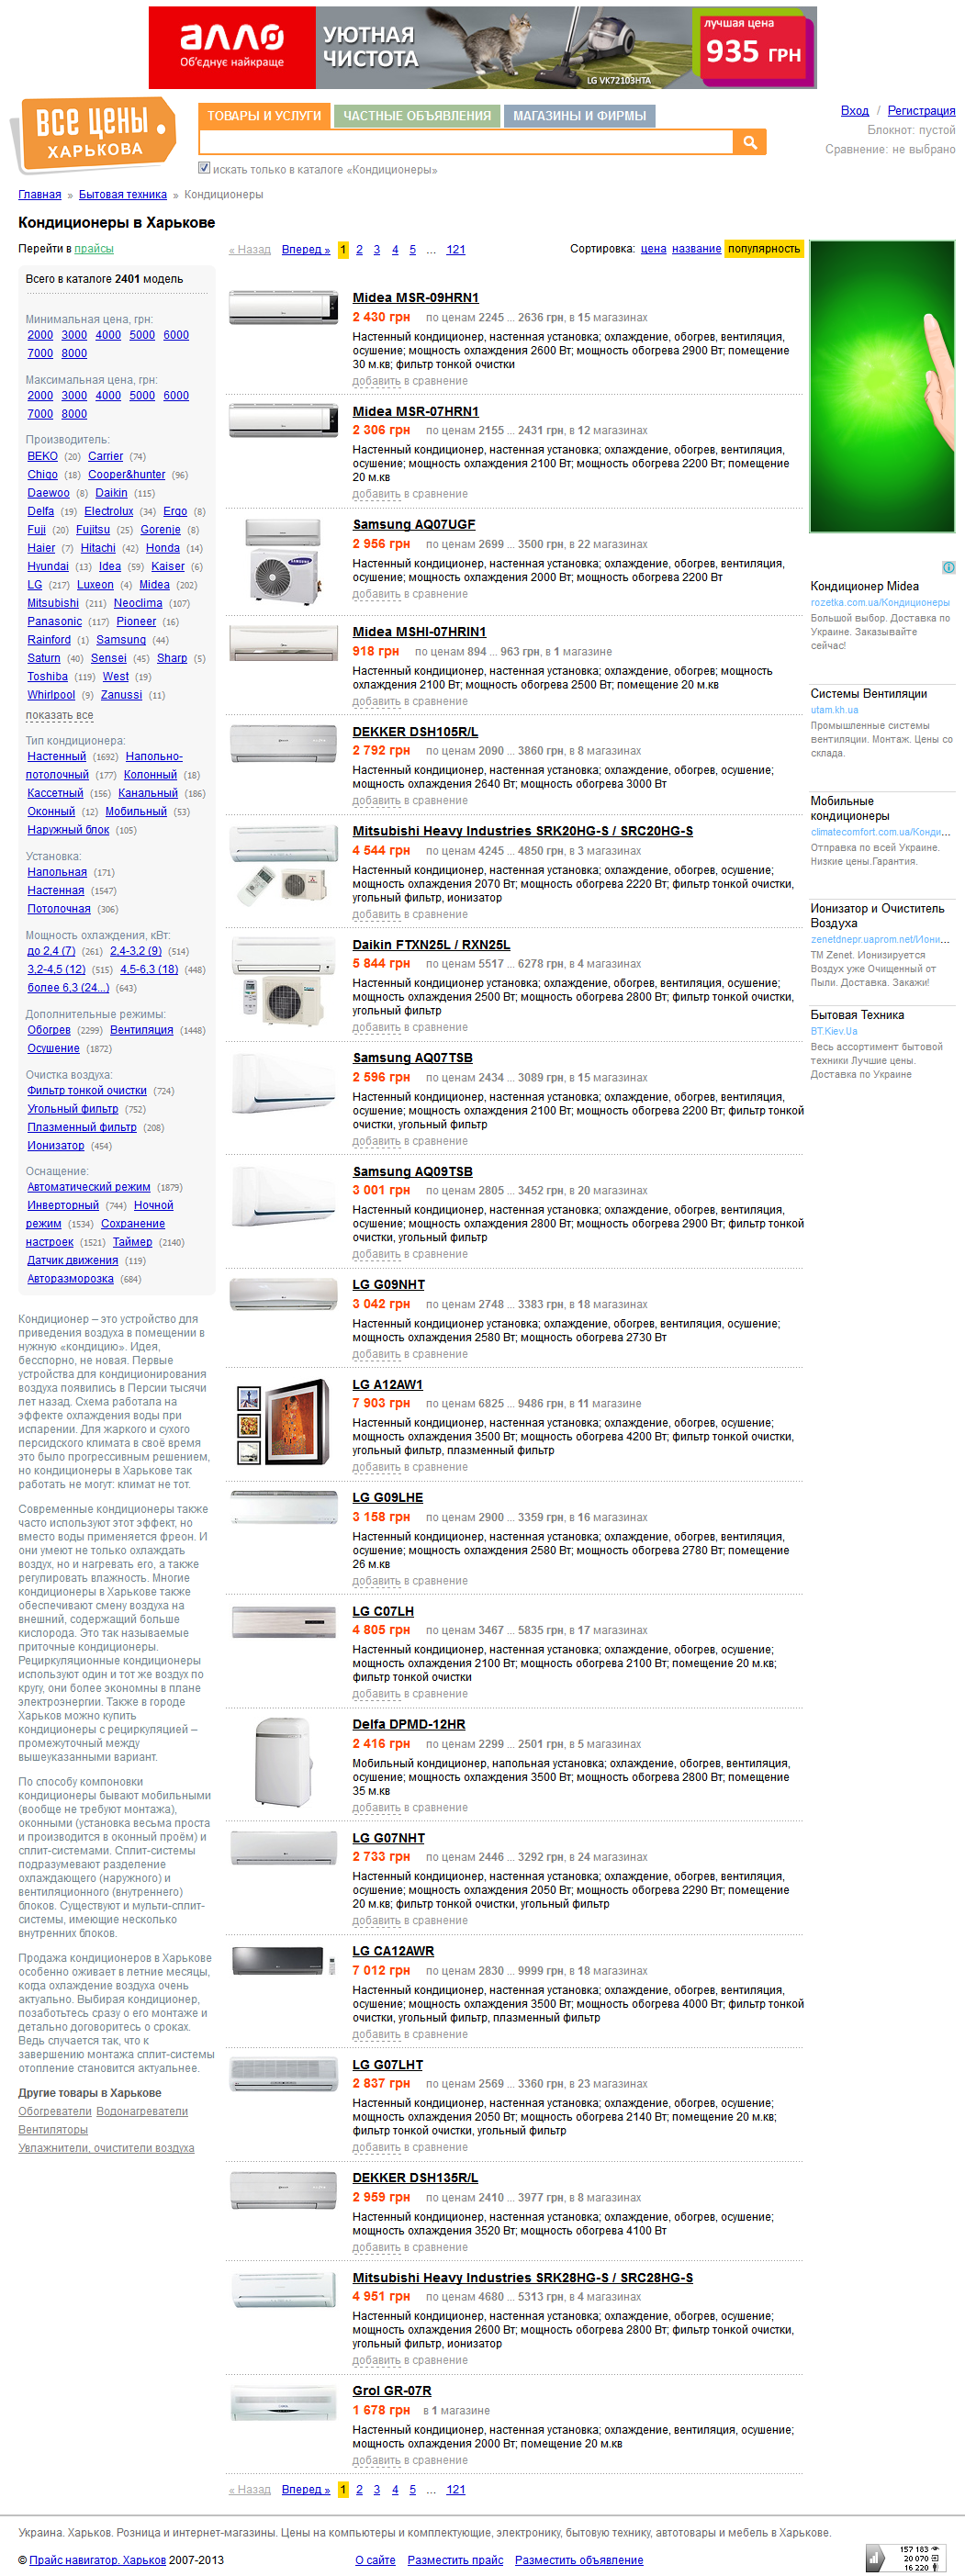 алло
Об'єднуе найкраще
УЮТНАЯ
ЧИСТОТА
LG VK72103HTA
лучшая цена
935 ГРН
ВСЕ ЦЕНЫ
ХАРЬКОВА
ТОВАРЫ И УСЛУГИ ЧАСТНЫЕ ОБЪЯВЛЕНИЯ МАГАЗИНЫ И ФИРМЫ
искать только в каталоге «Кондиционеры»
Вход / Регистрация
Блокнот: пустой
Сравнение: не выбрано
Главная » Бытовая техника » Кондиционеры
Кондиционеры в Харькове
Перейти в прайсы
Всего в каталоге 2401 модель
Минимальная цена, грн:
2000 3000 4000 5000 6000
7000 8000
Максимальная цена, грн:
2000 3000 4000 5000 6000
7000 8000
Производитель:
BEKO (20) Carrier (74)
Chigo (18) Cooper&hunter (96)
Daewoo (8) Daikin (115)
Delfa (19) Electrolux (34) Ergo (8)
Fuji (20) Fujitsu (25) Gorenje (8)
Haier (7) Hitachi (42) Honda (14)
Hyundai (13) Idea (59) Kaiser (6)
LG (217) Luxeon (4) Midea (202)
Mitsubishi (211) Neoclima (107)
Panasonic (117) Pioneer (16)
Rainford (1) Samsung (44)
Saturn (40) Sensei (45) Sharp (5)
Toshiba (119) West (19)
Whirlpool (9) Zanussi (11)
показать все
Тип кондиционера:
Настенный (1692) Напольно-
потолочный (177) Колонный (18)
Кассетный (156) Канальный (186)
Оконный (12) Мобильный (53)
Наружный блок (105)
Установка:
Напольная (171)
Настенная (1547)
Потолочная (306)
Мощность охлаждения, кВт:
до 2,4 (7) (261) 2,4-3,2 (9) (514)
3,2-4,5 (12) (515) 4,5-6,3 (18) (448)
более 6,3 (24...) (643)
Дополнительные режимы:
Обогрев (2299) Вентиляция (1448)
Осушение (1872)
Очистка воздуха:
Фильтр тонкой очистки (724)
Угольный фильтр (752)
Плазменный фильтр (208)
Ионизатор (454)
Оснащение:
Автоматический режим (1879)
Инверторный (744) Ночной
режим (1534) Сохранение
настроек (1521) Таймер (2140)
Датчик движения (119)
Авторазморозка (684)
Кондиционер – это устройство для
приведения воздуха в помещении в
нужную «кондицию». Идея,
бесспорно, не новая. Первые
устройства для кондиционирования
воздуха появились в Персии тысячи
лет назад. Схема работала на
эффекте охлаждения воды при
испарении. Для жаркого и сухого
персидского климата в своё время
это было прогрессивным решением,
но кондиционеры в Харькове так
работать не могут: климат не тот.
Современные кондиционеры также
часто используют этот эффект, но
вместо воды применяется фреон. И
они умеют не только охлаждать
воздух, но и нагревать его, а также
регулировать влажность. Многие
кондиционеры в Харькове также
обеспечивают смену воздуха на
внешний, содержащий больше
кислорода. Это так называемые
приточные кондиционеры.
Рециркуляционные кондиционеры
используют один и тот же воздух по
кругу, они более экономны в плане
электроэнергии. Также в городе
Харьков можно купить
кондиционеры с рециркуляцией –
промежуточный между
вышеуказанными вариант.
По способу компоновки
кондиционеры бывают мобильными
(вообще не требуют монтажа),
оконными (установка весьма проста
и производится в оконный проём) и
сплит-системами. Сплит-системы
подразумевают разделение
охлаждающего (наружного) и
вентиляционного (внутреннего)
блоков. Существуют и мульти-сплит-
системы, имеющие несколько
внутренних блоков.
Продажа кондиционеров в Харькове
особенно оживает в летние месяцы,
когда охлаждение воздуха очень
актуально. Выбирая кондиционер,
позаботьтесь сразу о его монтаже и
детально договоритесь о сроках.
Ведь случается так, что к
завершению монтажа сплит-системы
отопление становится актуальнее.
Другие товары в Харькове
Обогреватели Водонагреватели
Вентиляторы
Увлажнители, очистители воздуха
« Назад Вперед » 1 2 3 4 5 ... 121
Сортировка: цена название популярность
Midea MSR-09HRN1
2 430 грн по ценам 2245 ... 2636 грн, в 15 магазинах
Настенный кондиционер, настенная установка; охлаждение, обогрев, вентиляция,
осушение; мощность охлаждения 2600 Вт; мощность обогрева 2900 Вт; помещение
30 м.кв; фильтр тонкой очистки
добавить в сравнение
Midea MSR-07HRN1
2 306 грн по ценам 2155 ... 2431 грн, в 12 магазинах
Настенный кондиционер, настенная установка; охлаждение, обогрев, вентиляция,
осушение; мощность охлаждения 2100 Вт; мощность обогрева 2200 Вт; помещение
20 м.кв
добавить в сравнение
Samsung AQ07UGF
2 956 грн по ценам 2699 ... 3500 грн, в 22 магазинах
Настенный кондиционер, настенная установка; охлаждение, обогрев, вентиляция,
осушение; мощность охлаждения 2000 Вт; мощность обогрева 2200 Вт
добавить в сравнение
Midea MSHI-07HRIN1
918 грн по ценам 894 ... 963 грн, в 1 магазине
Настенный кондиционер, настенная установка; охлаждение, обогрев; мощность
охлаждения 2100 Вт; мощность обогрева 2500 Вт; помещение 20 м.кв
добавить в сравнение
DEKKER DSH105R/L
2 792 грн по ценам 2090 ... 3860 грн, в 8 магазинах
Настенный кондиционер, настенная установка; охлаждение, обогрев, осушение;
мощность охлаждения 2640 Вт; мощность обогрева 3000 Вт
добавить в сравнение
Mitsubishi Heavy Industries SRK20HG-S / SRC20HG-S
4 544 грн по ценам 4245 ... 4850 грн, в 3 магазинах
Настенный кондиционер, настенная установка; охлаждение, обогрев, осушение;
мощность охлаждения 2070 Вт; мощность обогрева 2220 Вт; фильтр тонкой очистки,
угольный фильтр, ионизатор
добавить в сравнение
Daikin FTXN25L / RXN25L
5 844 грн по ценам 5517 ... 6278 грн, в 4 магазинах
Настенный кондиционер установка; охлаждение, обогрев, вентиляция, осушение;
мощность охлаждения 2500 Вт; мощность обогрева 2800 Вт; фильтр тонкой очистки,
угольный фильтр
добавить в сравнение
Samsung AQ07TSB
2 596 грн по ценам 2434 ... 3089 грн, в 15 магазинах
Настенный кондиционер, настенная установка; охлаждение, обогрев, вентиляция,
осушение; мощность охлаждения 2100 Вт; мощность обогрева 2200 Вт; фильтр тонкой
очистки, угольный фильтр
добавить в сравнение
Samsung AQ09TSB
3 001 грн по ценам 2805 ... 3452 грн, в 20 магазинах
Настенный кондиционер, настенная установка; охлаждение, обогрев, вентиляция,
осушение; мощность охлаждения 2800 Вт; мощность обогрева 2900 Вт; фильтр тонкой
очистки, угольный фильтр
добавить в сравнение
LG G09NHT
3 042 грн по ценам 2748 ... 3383 грн, в 18 магазинах
Настенный кондиционер установка; охлаждение, обогрев, вентиляция, осушение;
мощность охлаждения 2580 Вт; мощность обогрева 2730 Вт
добавить в сравнение
LG A12AW1
7 903 грн по ценам 6825 ... 9486 грн, в 11 магазине
Настенный кондиционер, настенная установка; охлаждение, обогрев, осушение;
мощность охлаждения 3500 Вт; мощность обогрева 4200 Вт; фильтр тонкой очистки,
угольный фильтр, плазменный фильтр
добавить в сравнение
LG G09LHE
3 158 грн по ценам 2900 ... 3359 грн, в 16 магазинах
Настенный кондиционер, настенная установка; охлаждение, обогрев, вентиляция,
осушение; мощность охлаждения 2580 Вт; мощность обогрева 2780 Вт; помещение
26 м.кв
добавить в сравнение
LG C07LH
4 805 грн по ценам 3467 ... 5835 грн, в 17 магазинах
Настенный кондиционер, настенная установка; охлаждение, обогрев, осушение;
мощность охлаждения 2100 Вт; мощность обогрева 2100 Вт; помещение 20 м.кв;
фильтр тонкой очистки
добавить в сравнение
Delfa DPMD-12HR
2 416 грн по ценам 2299 ... 2501 грн, в 5 магазинах
Мобильный кондиционер, напольная установка; охлаждение, обогрев, вентиляция,
осушение; мощность охлаждения 3500 Вт; мощность обогрева 2800 Вт; помещение
35 м.кв
добавить в сравнение
LG G07NHT
2 733 грн по ценам 2446 ... 3292 грн, в 24 магазинах
Настенный кондиционер, настенная установка; охлаждение, обогрев, вентиляция,
осушение; мощность охлаждения 2050 Вт; мощность обогрева 2290 Вт; помещение
20 м.кв; фильтр тонкой очистки, угольный фильтр
добавить в сравнение
LG CA12AWR
7 012 грн по ценам 2830 ... 9999 грн, в 18 магазинах
Настенный кондиционер, настенная установка; охлаждение, обогрев, вентиляция,
осушение; мощность охлаждения 3500 Вт; мощность обогрева 4000 Вт; фильтр тонкой
очистки, угольный фильтр, плазменный фильтр
добавить в сравнение
LG G07LHT
2 837 грн по ценам 2569 ... 3360 грн, в 23 магазинах
Настенный кондиционер, настенная установка; охлаждение, обогрев, осушение;
мощность охлаждения 2050 Вт; мощность обогрева 2140 Вт; помещение 20 м.кв;
фильтр тонкой очистки, угольный фильтр
добавить в сравнение
DEKKER DSH135R/L
2 959 грн по ценам 2410 ... 3977 грн, в 8 магазинах
Настенный кондиционер, настенная установка; охлаждение, обогрев, осушение;
мощность охлаждения 3520 Вт; мощность обогрева 4100 Вт
добавить в сравнение
Mitsubishi Heavy Industries SRK28HG-S / SRC28HG-S
4 951 грн по ценам 4680 ... 5313 грн, в 4 магазинах
Настенный кондиционер, настенная установка; охлаждение, обогрев, осушение;
мощность охлаждения 2600 Вт; мощность обогрева 2800 Вт; фильтр тонкой очистки,
угольный фильтр, ионизатор
добавить в сравнение
Grol GR-07R
1 678 грн в 1 магазине
Настенный кондиционер, настенная установка; охлаждение, вентиляция, осушение;
мощность охлаждения 2000 Вт; помещение 20 м.кв
добавить в сравнение
« Назад Вперед » 1 2 3 4 5 ... 121
Кондиционер Midea
rozetka.com.ua/Кондиционеры
Большой выбор. Доставка по
Украине. Заказывайте
сейчас!
Системы Вентиляции
utam.kh.ua
Промышленные системы
вентиляции. Монтаж. Цены со
склада.
Мобильные
кондиционеры
climatecomfort.com.ua/Конди...
Отправка по всей Украине.
Низкие цены.Гарантия.
Ионизатор и Очиститель
Воздуха
zenetdnepr.uaprom.net/Иони...
ТМ Zenet. Ионизируется
Воздух уже Очищенный от
Пыли. Доставка. Закажи!
Бытовая Техника
BT.Kiev.Ua
Весь ассортимент бытовой
техники Лучшие цены.
Доставка по Украине
Украина. Харьков. Розница и интернет-магазины. Цены на компьютеры и комплектующие, электронику, бытовую технику, автотовары и мебель в Харькове.
© Прайс навигатор. Харьков 2007-2013
О сайте Разместить прайс Разместить объявление
157 183
20 070
16 220